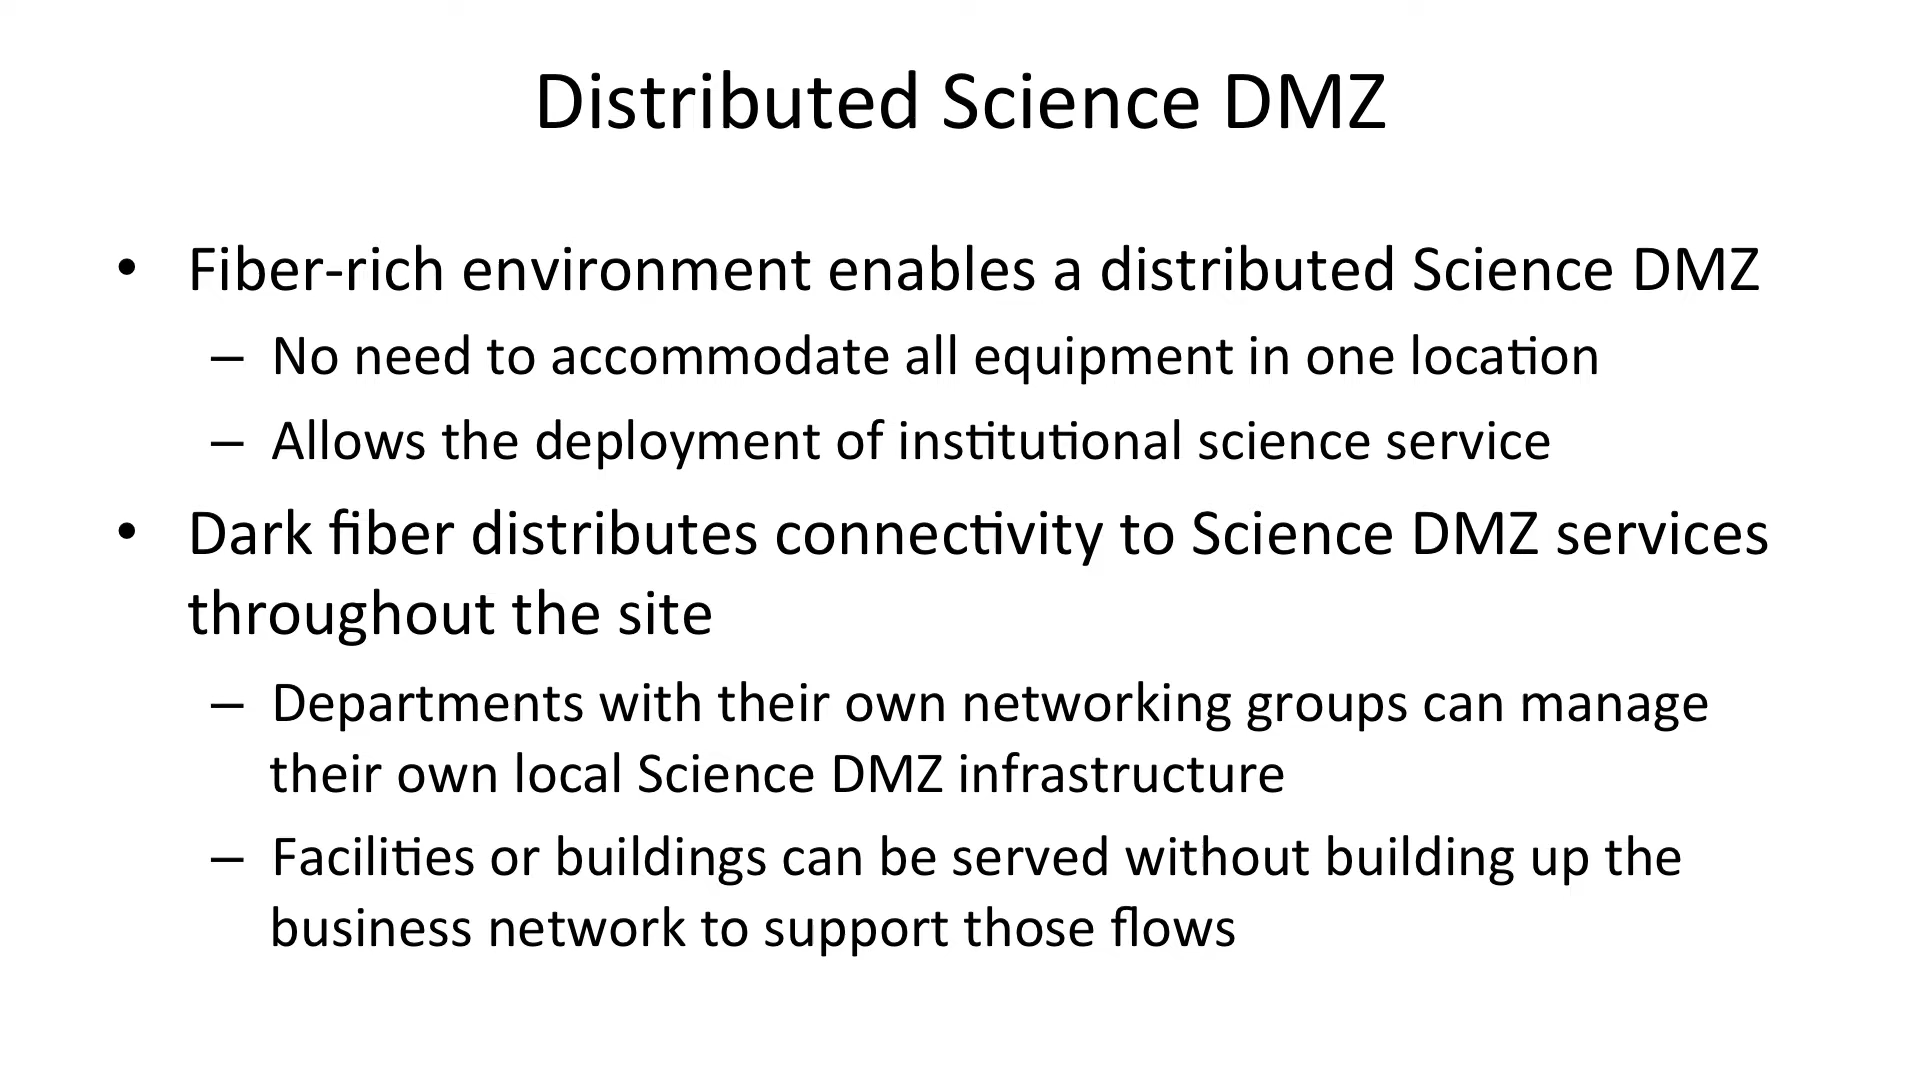 Distributed Science DMZ
• Fiber-rich environment enables a distributed Science DMZ
– No need to accommodate all equipment in one location
– Allows the deployment of institutional science service
• Dark fiber distributes connectivity to Science DMZ services
throughout the site
– Departments with their own networking groups can manage
their own local Science DMZ infrastructure
– Facilities or buildings can be served without building up the
business network to support those flows